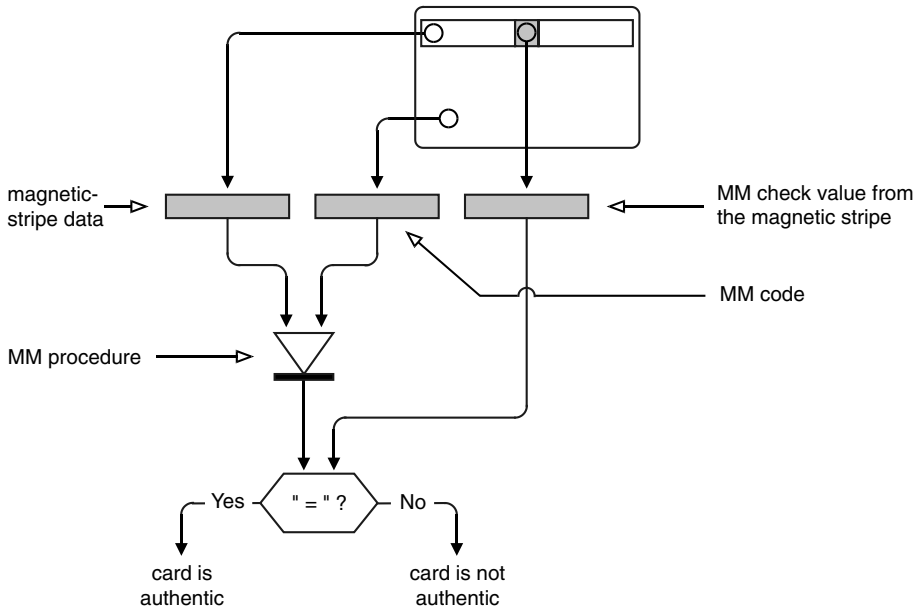 magnetic-
stripe data
MM check value from
the magnetic stripe
MM code
MM procedure
Yes
" = " ?
No
card is
authentic
card is not
authentic